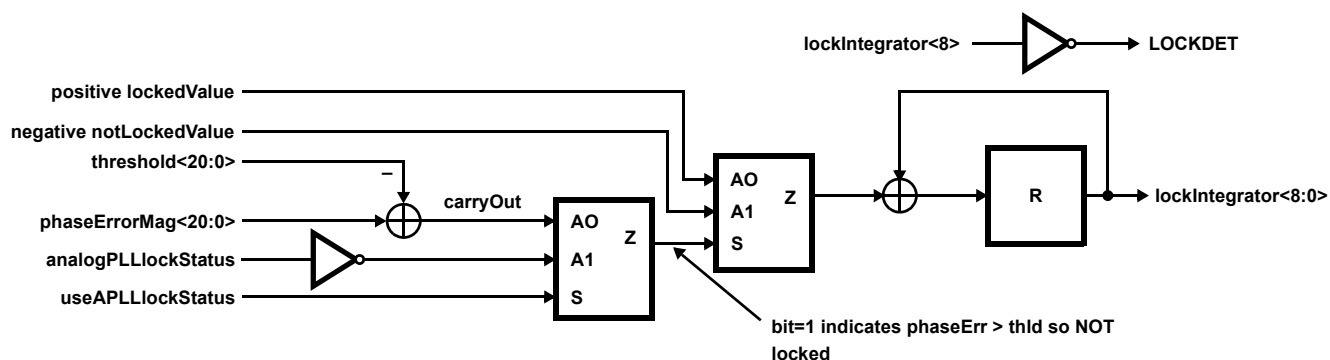 lockIntegrator<8>
LOCKDET
positive lockedValue
negative notLockedValue
threshold<20:0>
–
phaseErrorMag<20:0>
carryOut
analogPLLlockStatus
useAPLLlockStatus
AO
A1
S
Z
AO
A1
S
Z
R
lockIntegrator<8:0>
bit=1 indicates phaseErr > thld so NOT
locked